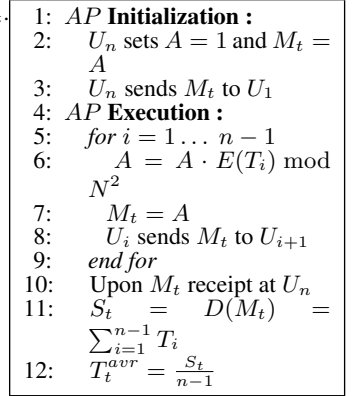 1: AP Initialization :
2: U_n sets A = 1 and M_t =
A
3: U_n sends M_t to U_1
4: AP Execution :
5: for i = 1 … n − 1
6: A = A · E(T_i) mod
N^2
7: M_t = A
8: U_i sends M_t to U_{i+1}
9: end for
10: Upon M_t receipt at U_n
11: S_t = D(M_t) =
∑_{i=1}^{n−1} T_i
12: T_t^{avr} = \frac{S_t}{n−1}